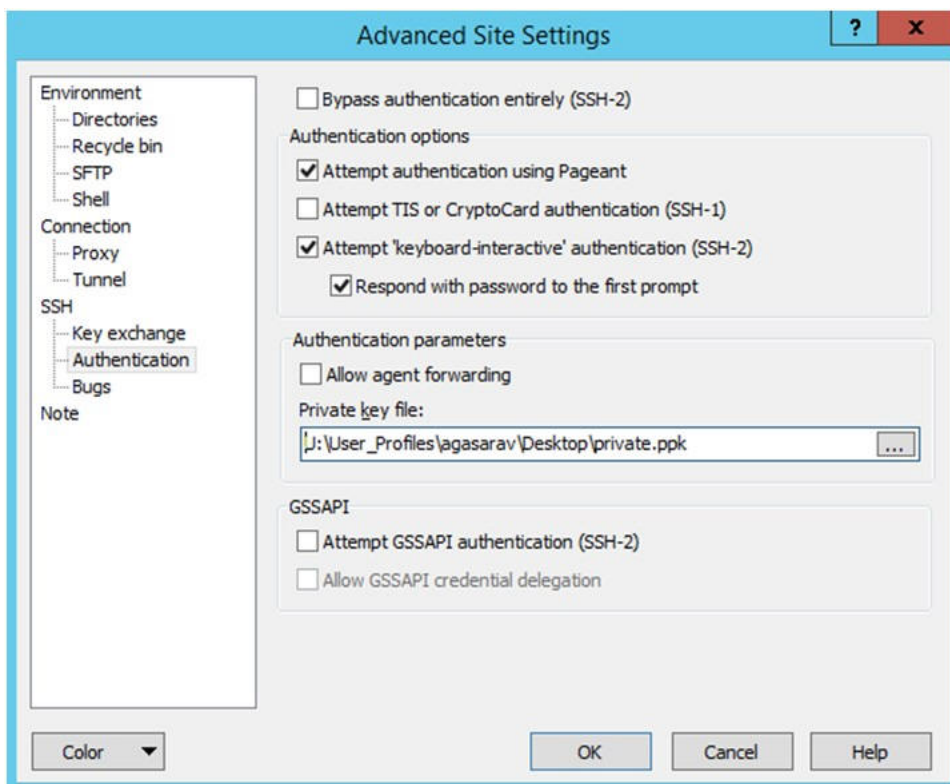 Advanced Site Settings
?
x
Environment
Directories
Recycle bin
SFTP
Shell
Connection
Proxy
Tunnel
SSH
Key exchange
Authentication
Bugs
Note
Bypass authentication entirely (SSH-2)
Authentication options
Attempt authentication using Pageant
Attempt TIS or CryptoCard authentication (SSH-1)
Attempt 'keyboard-interactive' authentication (SSH-2)
Respond with password to the first prompt
Authentication parameters
Allow agent forwarding
Private key file:
J:\User_Profiles\agasarav\Desktop\private.ppk
...
GSSAPI
Attempt GSSAPI authentication (SSH-2)
Allow GSSAPI credential delegation
Color
OK
Cancel
Help